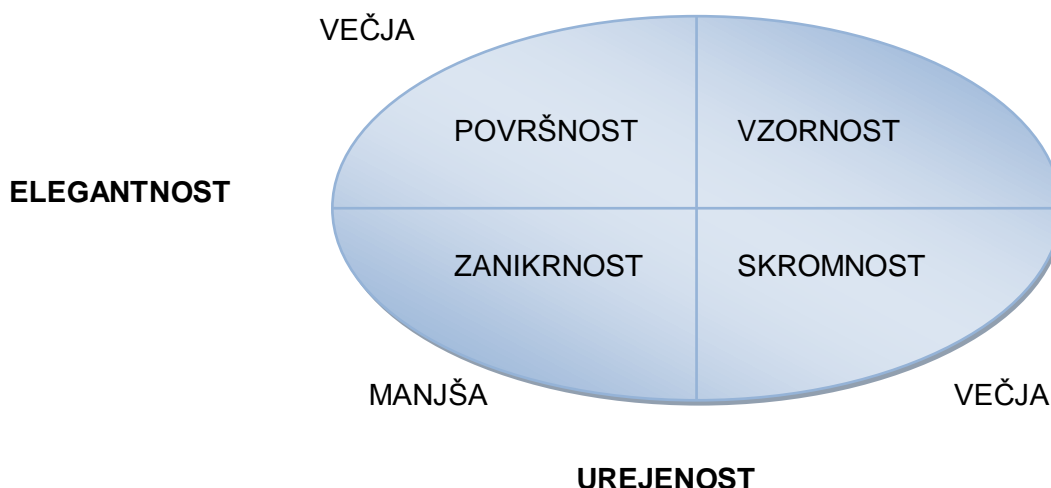 VEČJA
POVRŠNOST VZORNOST
ELEGANTNOST
ZANIKRNOST SKROMNOST
MANJŠA VEČJA
UREJENOST